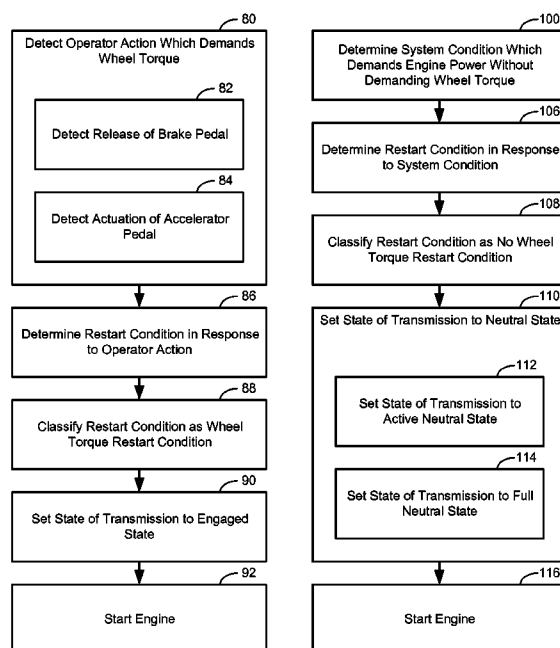 80
Detect Operator Action Which Demands
Wheel Torque
82
Detect Release of Brake Pedal
84
Detect Actuation of Accelerator
Pedal
86
Determine Restart Condition in Response
to Operator Action
88
Classify Restart Condition as Wheel
Torque Restart Condition
90
Set State of Transmission to Engaged
State
92
Start Engine
100
Determine System Condition Which
Demands Engine Power Without
Demanding Wheel Torque
106
Determine Restart Condition in Response
to System Condition
108
Classify Restart Condition as No Wheel
Torque Restart Condition
110
Set State of Transmission to Neutral State
112
Set State of Transmission to
Active Neutral State
114
Set State of Transmission to Full
Neutral State
116
Start Engine